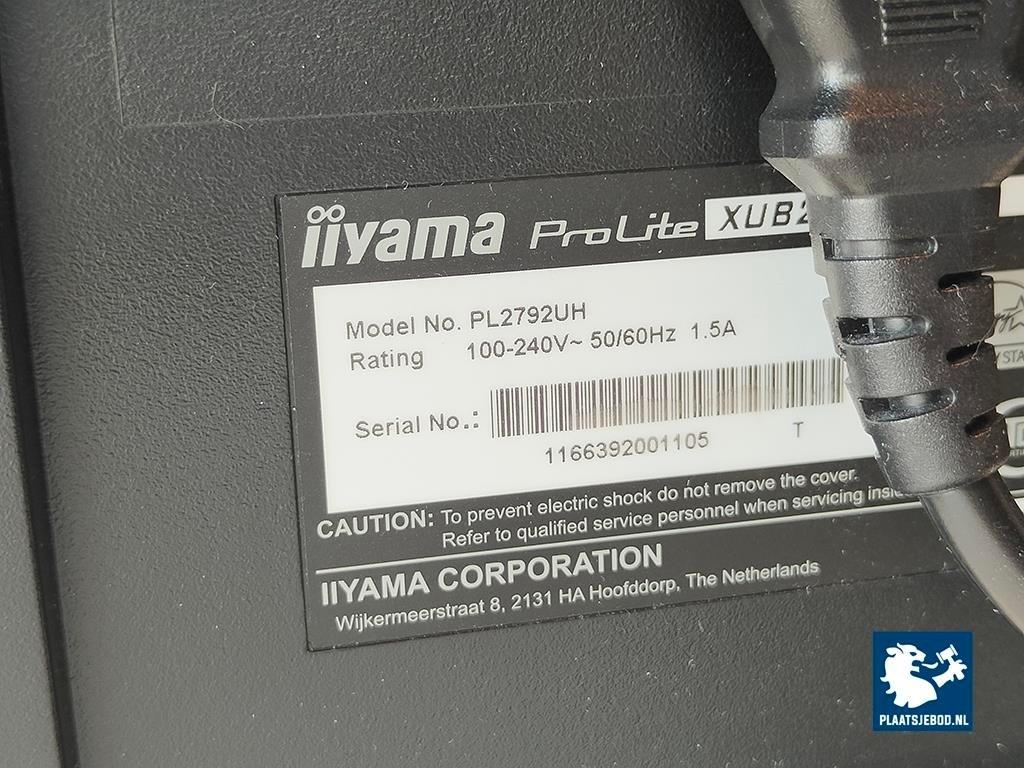 iiyama ProLite XUB2
Model No. PL2792UH
Rating 100-240V~ 50/60Hz 1.5A
Serial No.:
1166392001105 T
CAUTION: To prevent electric shock do not remove the cover.
Refer to qualified service personnel when servicing
IIYAMA CORPORATION
Wijkermeerstraat 8, 2131 HA Hoofddorp, The Netherlands
PLAATSJEBOD.NL